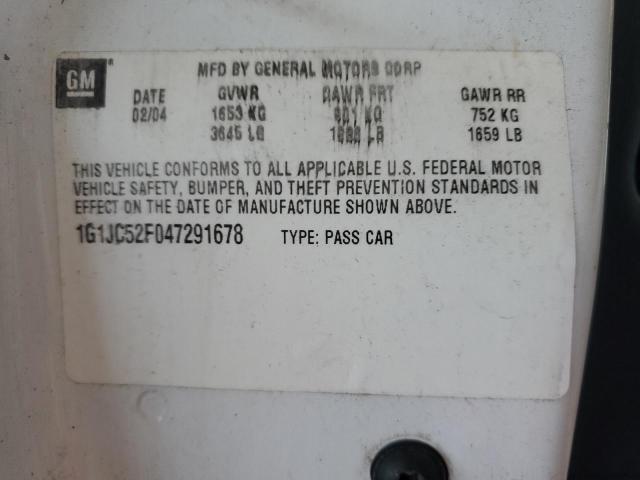 GM
MFD BY GENERAL MOTORS CORP
DATE GVWR GAWR FRT GAWR RR
02/04 1653 KG KG 752 KG
3645 LB LB 1659 LB
THIS VEHICLE CONFORMS TO ALL APPLICABLE U.S. FEDERAL MOTOR
VEHICLE SAFETY, BUMPER, AND THEFT PREVENTION STANDARDS IN
EFFECT ON THE DATE OF MANUFACTURE SHOWN ABOVE.
1G1JC52F047291678 TYPE: PASS CAR